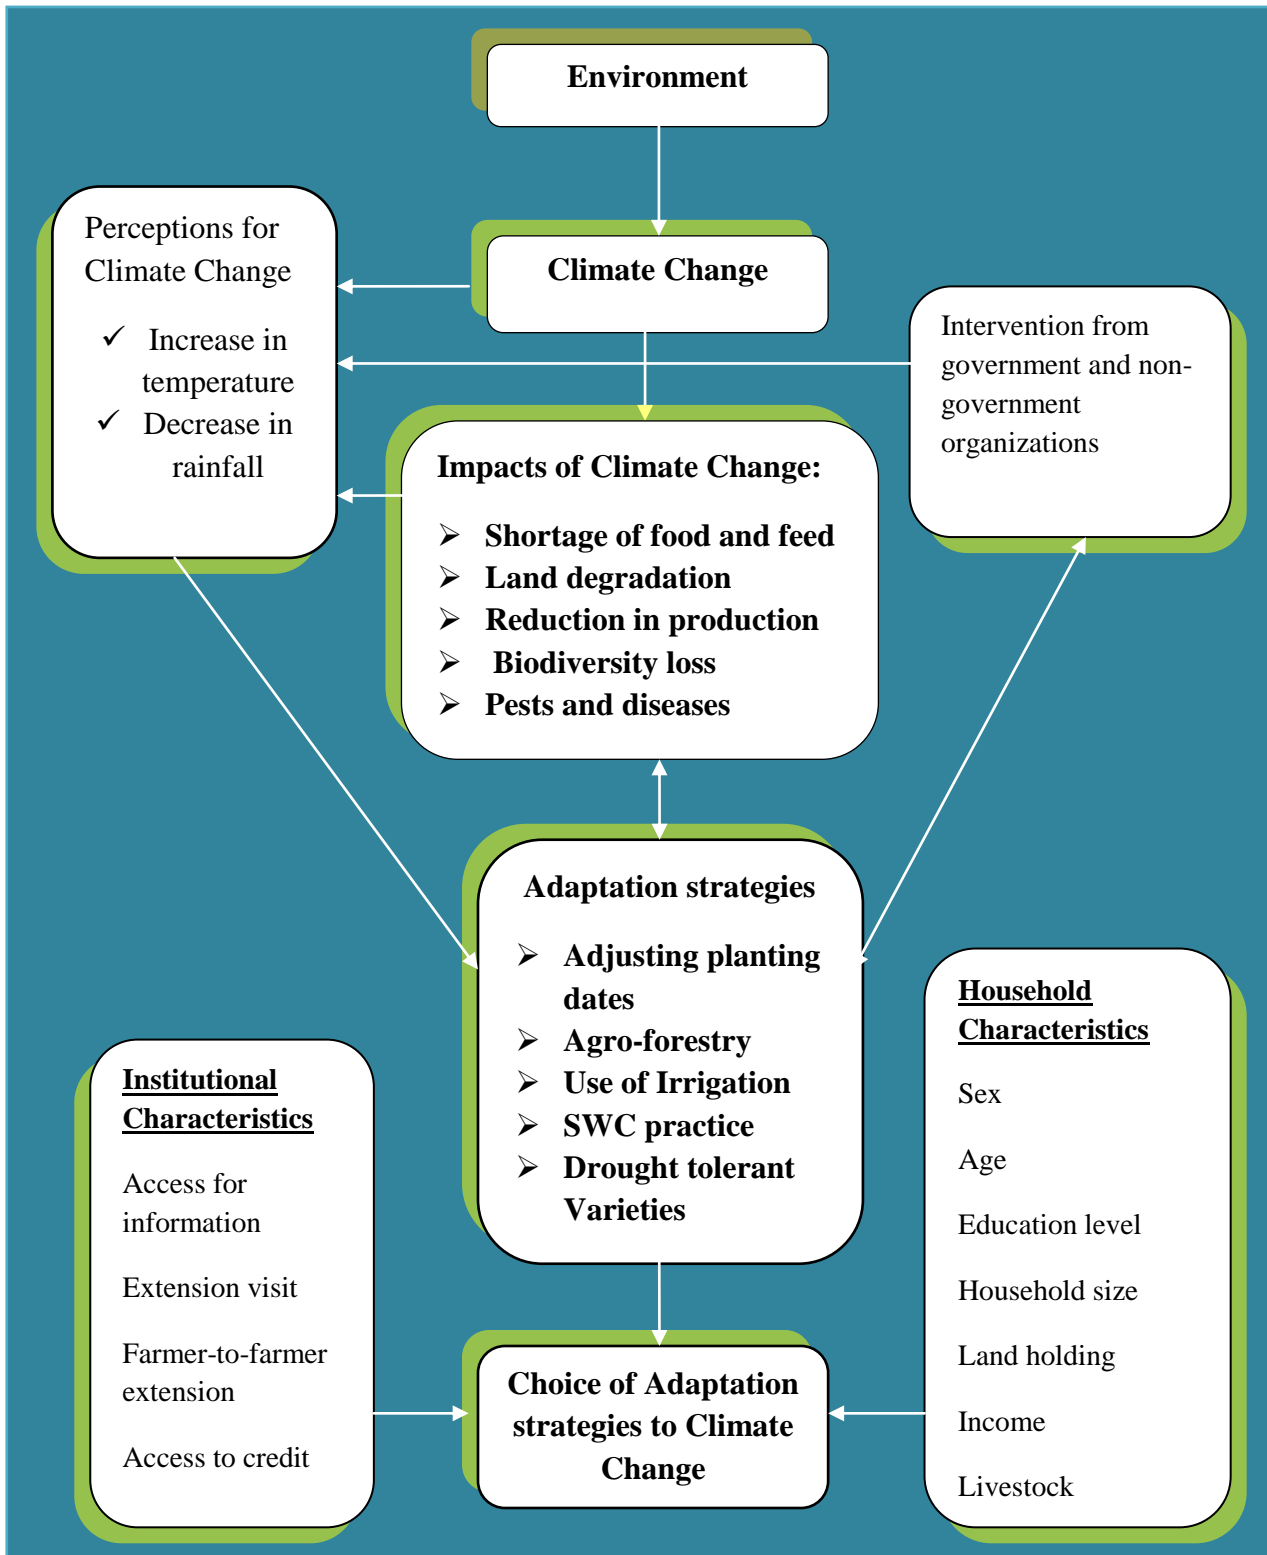 Environment
Climate Change
Perceptions for
Climate Change
✓ Increase in
temperature
✓ Decrease in
rainfall
Intervention from
government and non-
government
organizations
Impacts of Climate Change:
➢ Shortage of food and feed
➢ Land degradation
➢ Reduction in production
➢ Biodiversity loss
➢ Pests and diseases
Adaptation strategies
➢ Adjusting planting
dates
➢ Agro-forestry
➢ Use of Irrigation
➢ SWC practice
➢ Drought tolerant
Varieties
Institutional
Characteristics
Access for
information
Extension visit
Farmer-to-farmer
extension
Access to credit
Household
Characteristics
Sex
Age
Education level
Household size
Land holding
Income
Livestock
Choice of Adaptation
strategies to Climate
Change